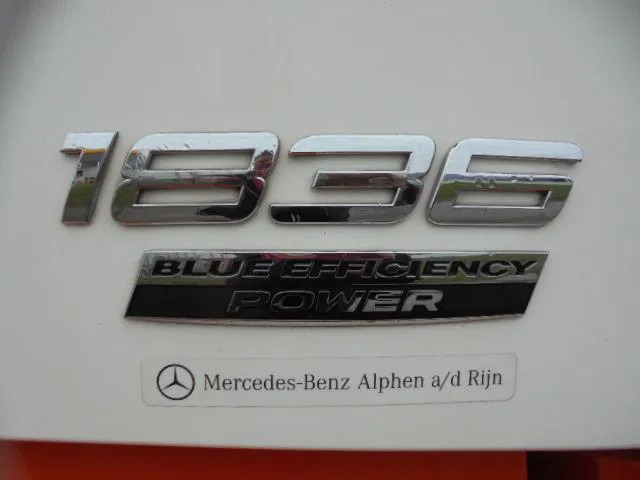 1836
BLUE EFFICIENCY
POWER
Mercedes-Benz Alphen a/d Rijn